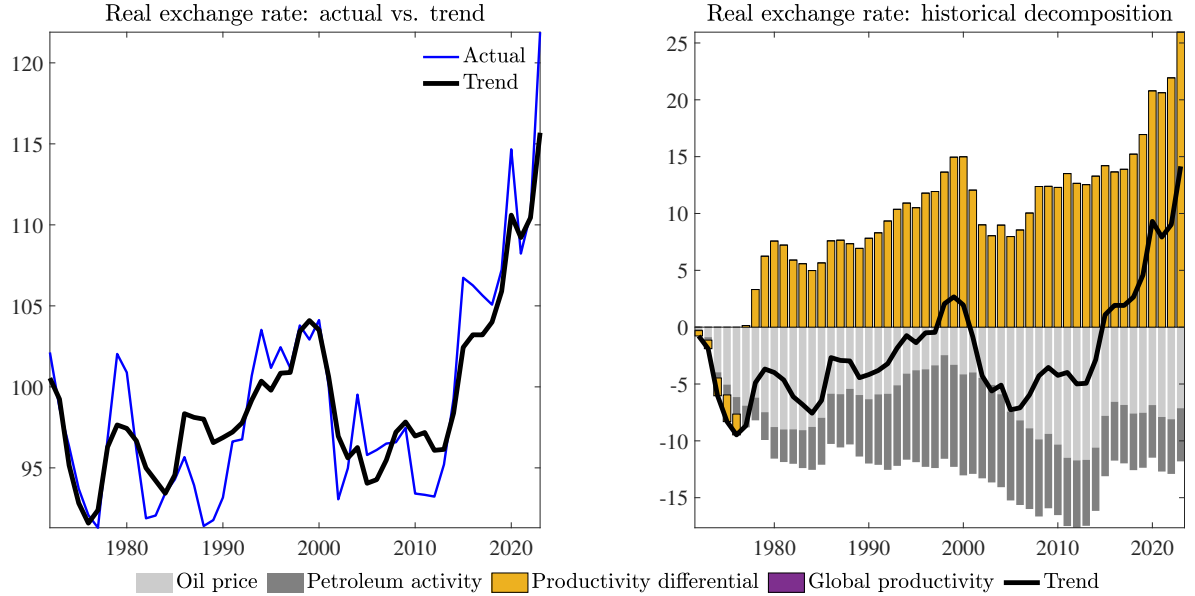 Real exchange rate: actual vs. trend
Real exchange rate: historical decomposition
Actual
Trend
120
115
110
105
100
95
1980
1990
2000
2010
2020
25
20
15
10
5
0
-5
-10
-15
1980
1990
2000
2010
2020
Oil price
Petroleum activity
Productivity differential
Global productivity
Trend